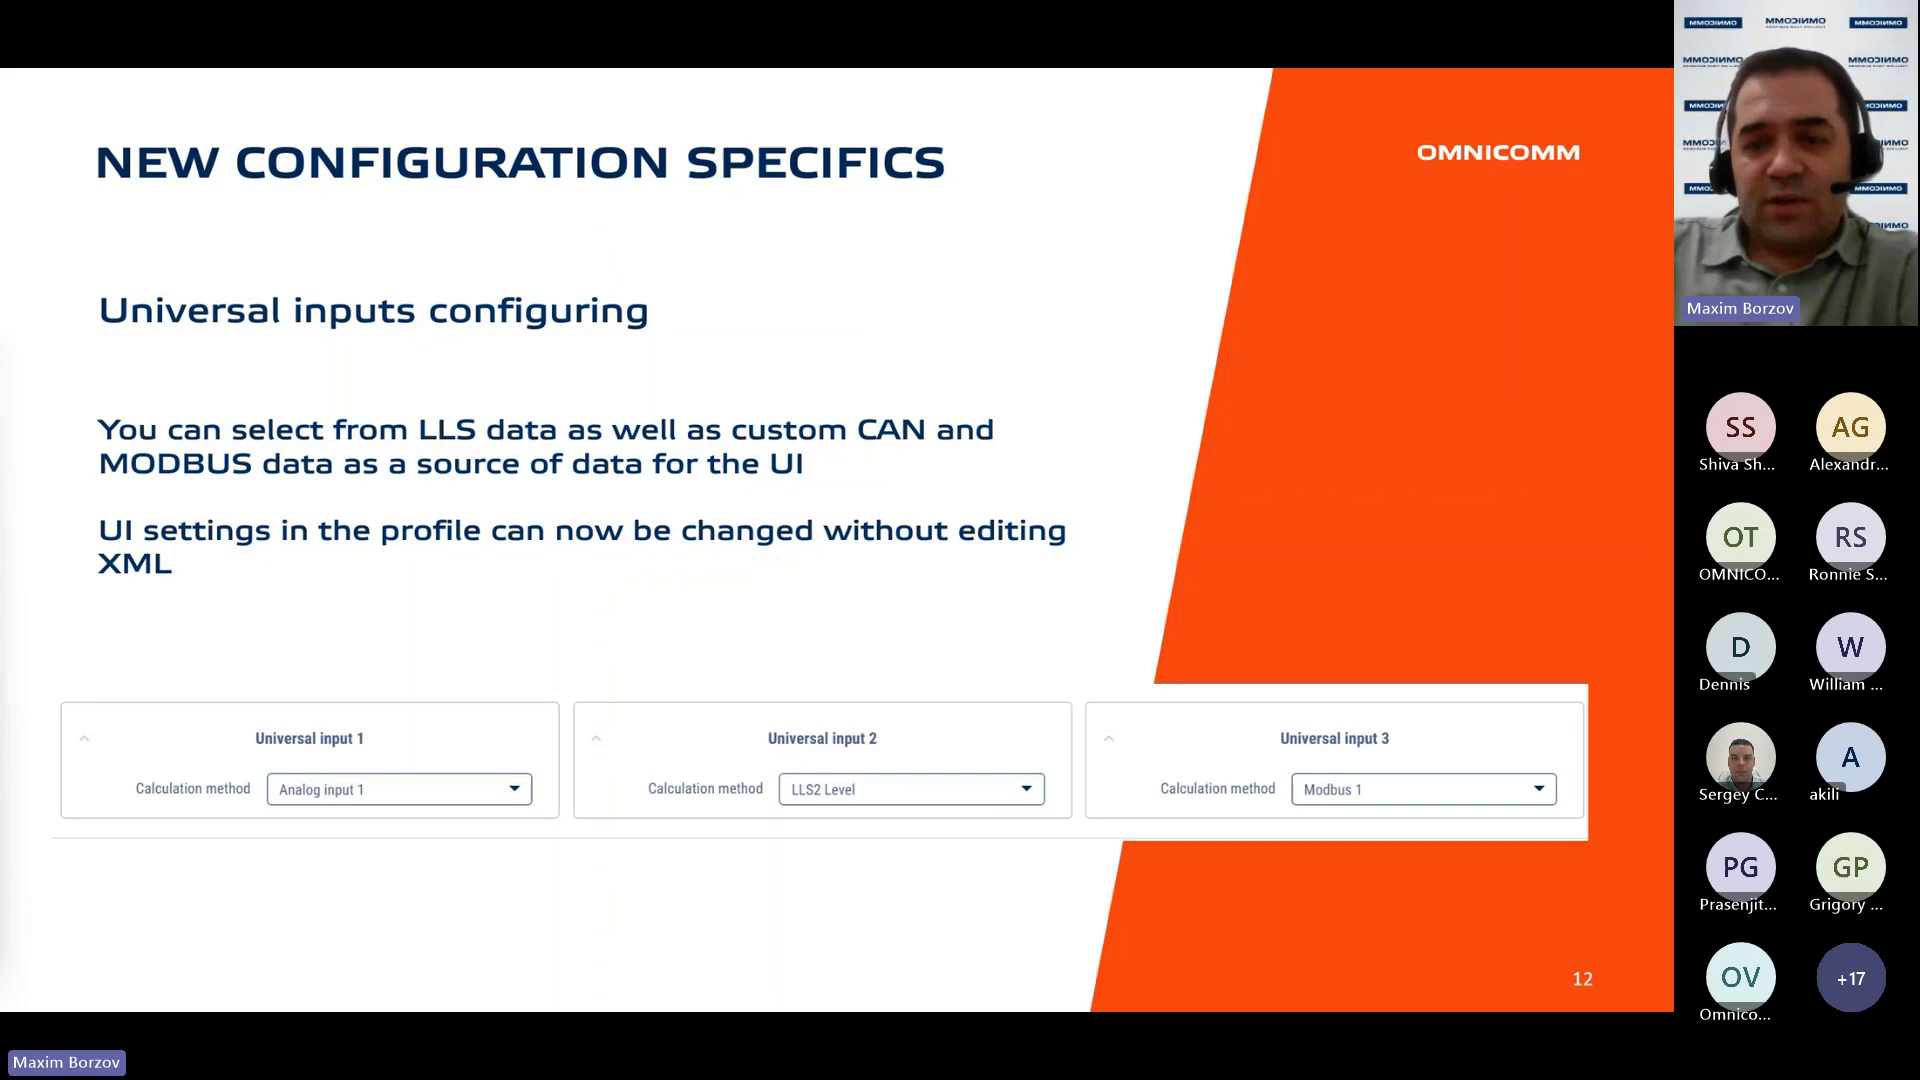 NEW CONFIGURATION SPECIFICS
OMNICOMM
Universal inputs configuring
You can select from LLS data as well as custom CAN and
MODBUS data as a source of data for the UI
UI settings in the profile can now be changed without editing
XML
Universal input 1
Calculation method
Analog input 1
Universal input 2
Calculation method
LLS2 Level
Universal input 3
Calculation method
Modbus 1
12
Maxim Borzov
SS
Shiva Sh...
AG
Alexandr...
OT
OMNICO...
RS
Ronnie S...
D
Dennis
W
William ...
Sergey C...
A
akili
PG
Prasenjit...
GP
Grigory ...
OV
Omnico...
+17
Maxim Borzov